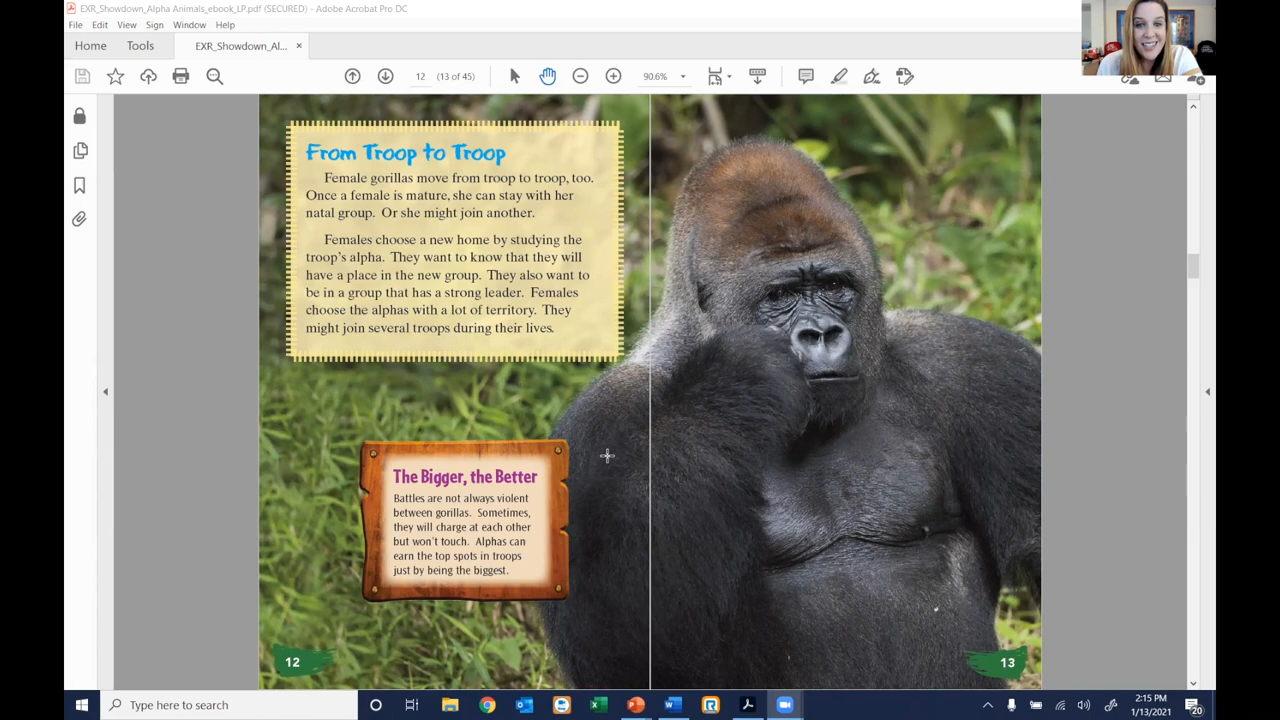 EXR_Showdown_Alpha Animals_ebook_LP.pdf (SECURED) - Adobe Acrobat Pro DC
File Edit View Sign Window Help
Home Tools EXR_Showdown_Al... ×
12 (13 of 45) 90.6%
From Troop to Troop
Female gorillas move from troop to troop, too.
Once a female is mature, she can stay with her
natal group. Or she might join another.
Females choose a new home by studying the
troop's alpha. They want to know that they will
have a place in the new group. They also want to
be in a group that has a strong leader. Females
choose the alphas with a lot of territory. They
might join several troops during their lives.
The Bigger, the Better
Battles are not always violent
between gorillas. Sometimes,
they will charge at each other
but won't touch. Alphas can
earn the top spots in troops
just by being the biggest.
12
13
Type here to search
2:15 PM
1/13/2021
20